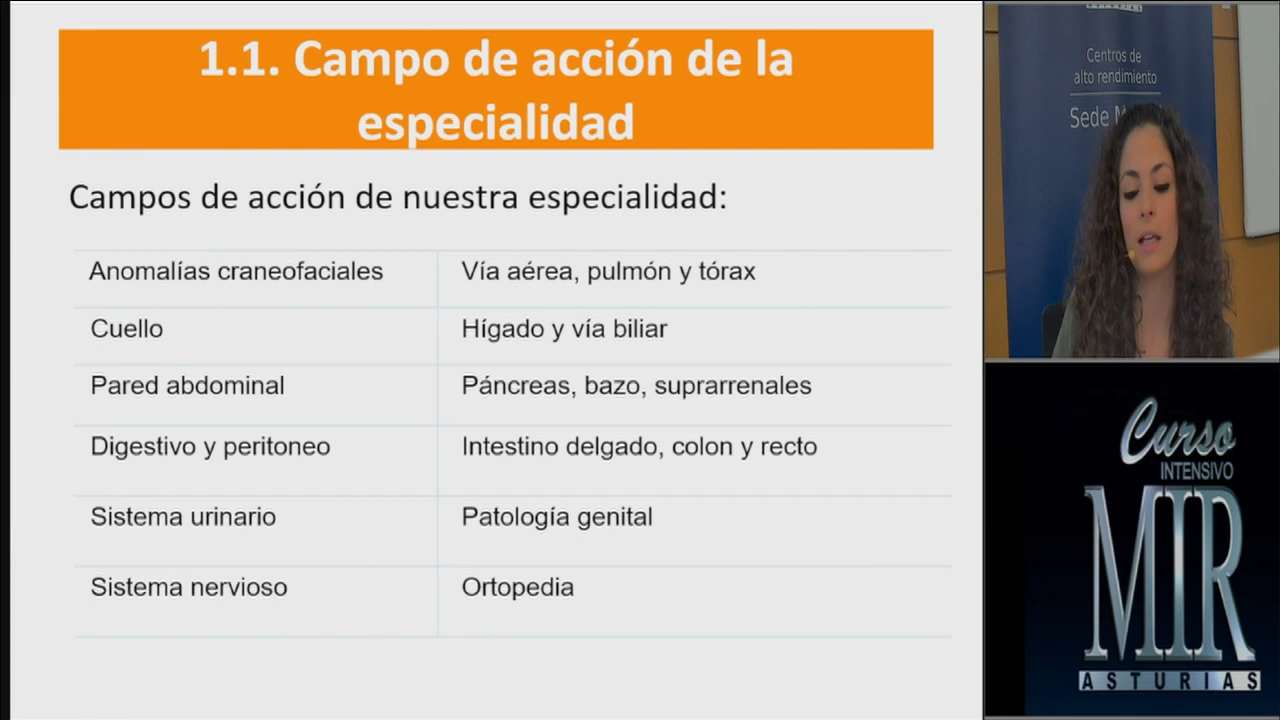 1.1. Campo de acción de la
especialidad
Campos de acción de nuestra especialidad:
Anomalías craneofaciales
Vía aérea, pulmón y tórax
Cuello
Hígado y vía biliar
Pared abdominal
Páncreas, bazo, suprarrenales
Digestivo y peritoneo
Intestino delgado, colon y recto
Sistema urinario
Patología genital
Sistema nervioso
Ortopedia
Centros de
alto rendimiento
Sede
Curso
INTENSIVO
MIR
ASTURIAS